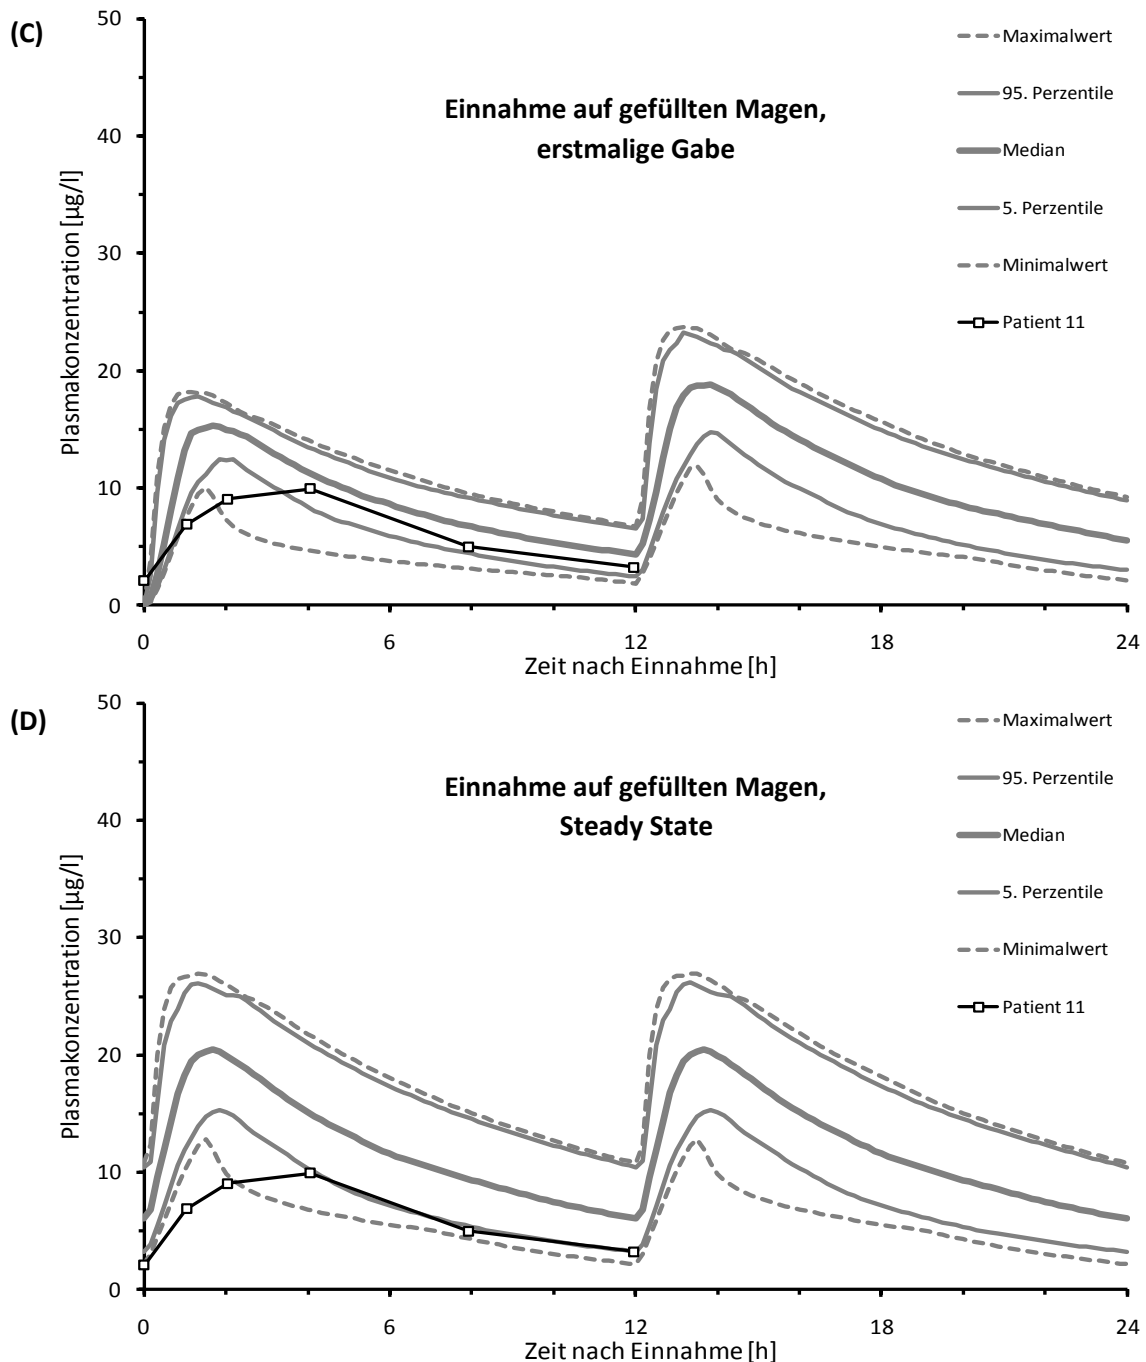 (C)
50
40
30
20
10
0
Plasmakonzentration [µg/l]
Einnahme auf gefüllten Magen,
erstmalige Gabe
Maximalwert
95. Perzentile
Median
5. Perzentile
Minimalwert
Patient 11
0 6 12 18 24
Zeit nach Einnahme [h]
(D)
50
40
30
20
10
0
Plasmakonzentration [µg/l]
Einnahme auf gefüllten Magen,
Steady State
Maximalwert
95. Perzentile
Median
5. Perzentile
Minimalwert
Patient 11
0 6 12 18 24
Zeit nach Einnahme [h]